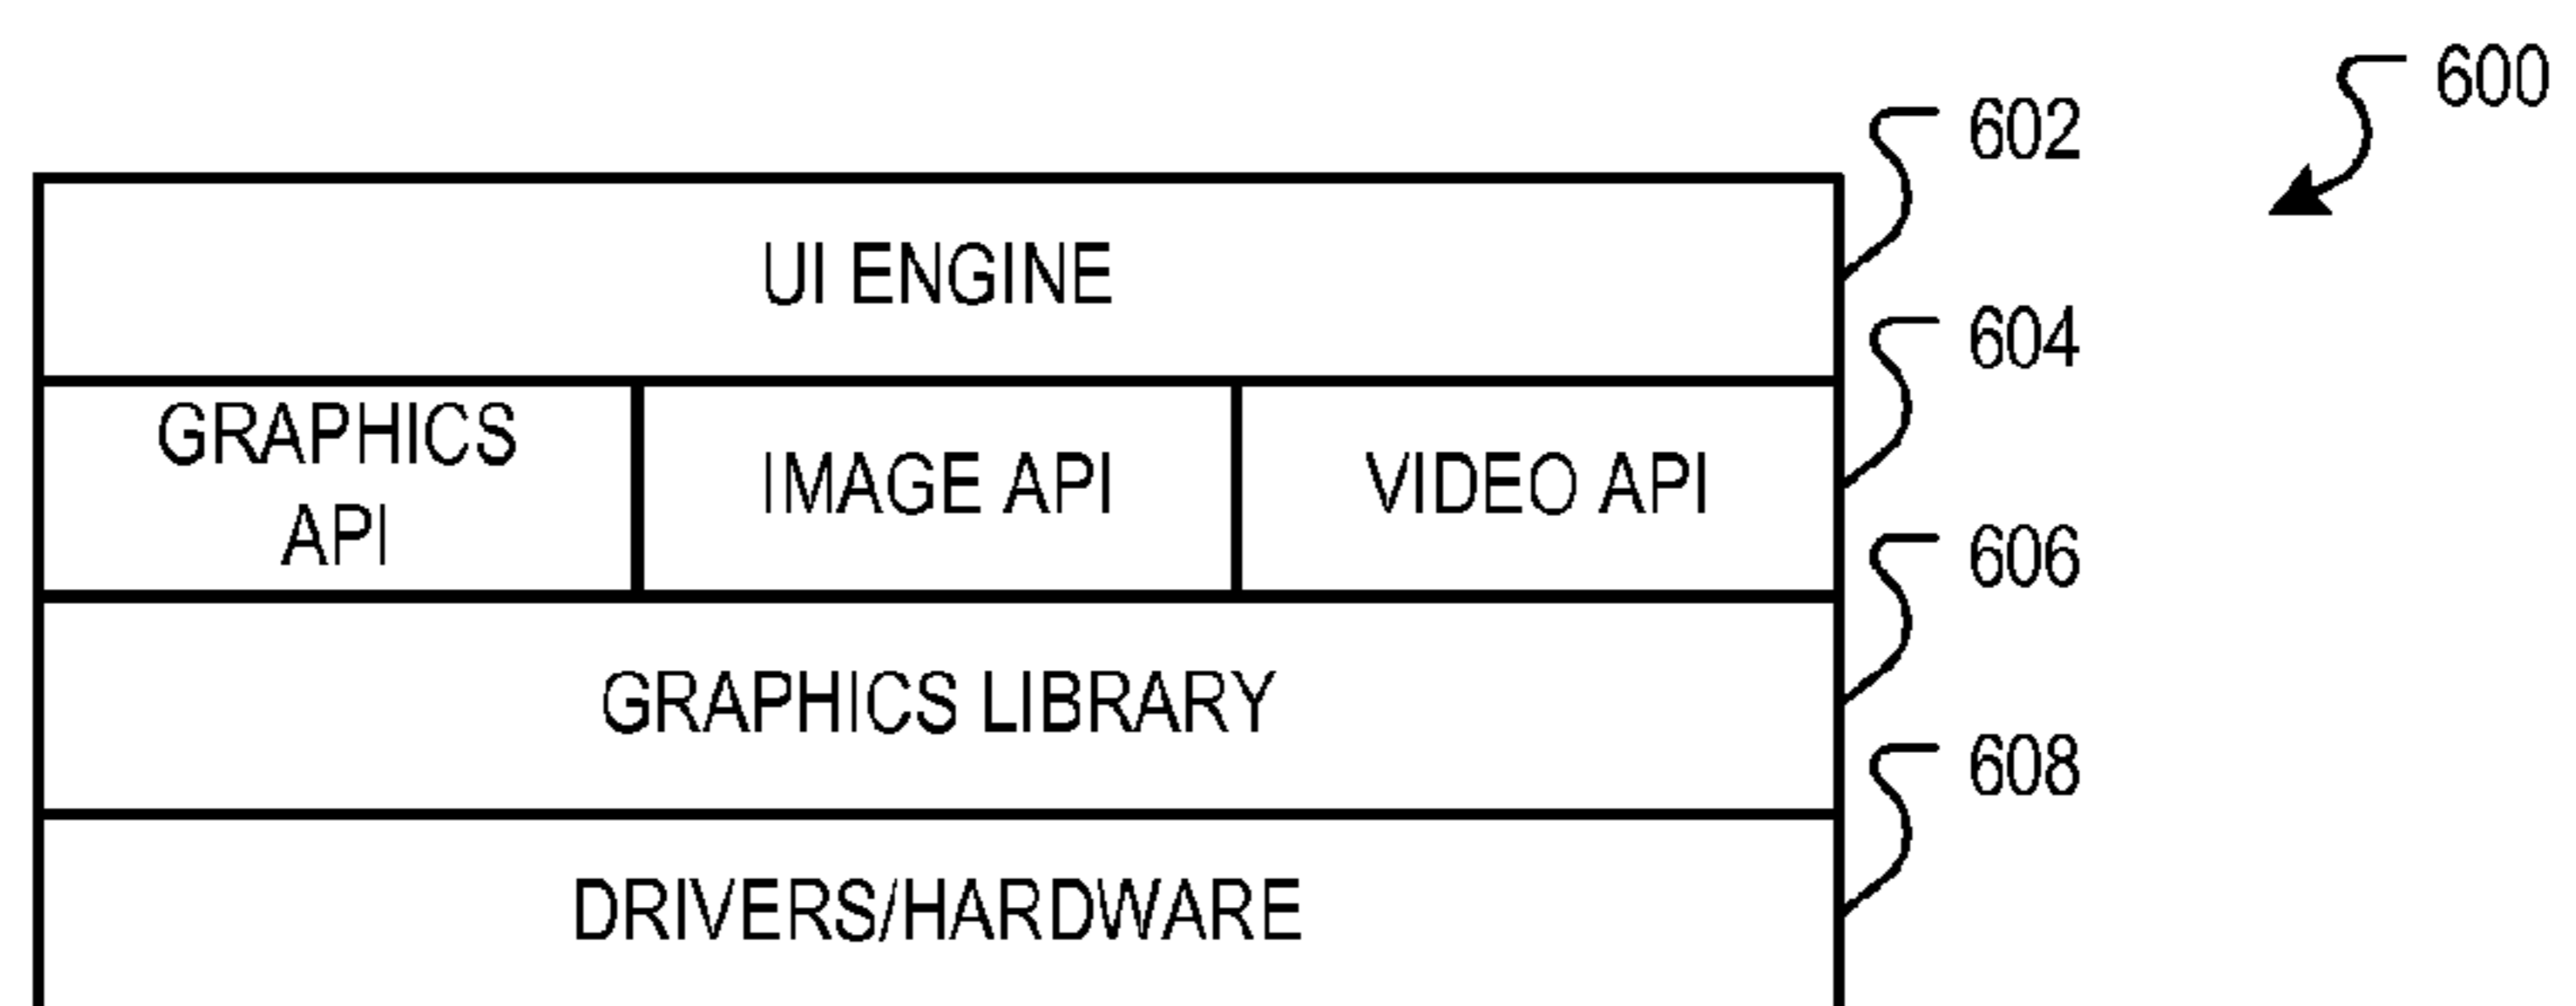 600
602
UI ENGINE
604
GRAPHICS
API
IMAGE API
VIDEO API
606
GRAPHICS LIBRARY
608
DRIVERS/HARDWARE